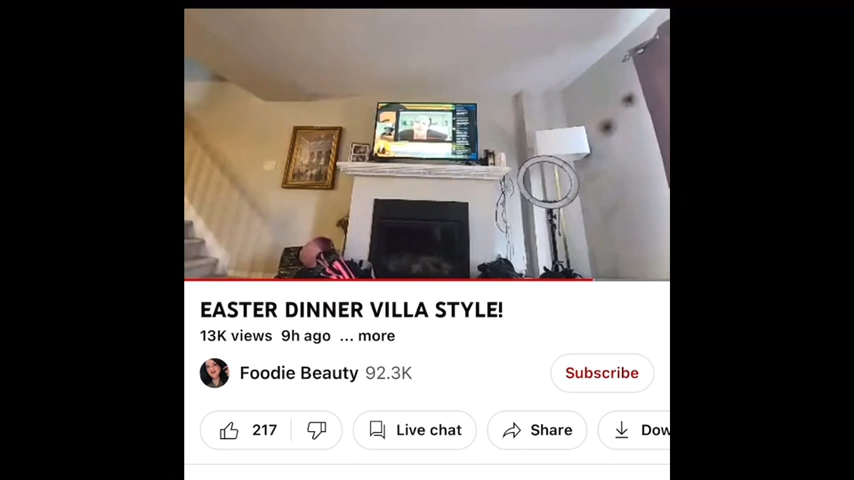 EASTER DINNER VILLA STYLE!
13K views 9h ago ... more
Foodie Beauty 92.3K
Subscribe
217
Live chat
Share
Dow